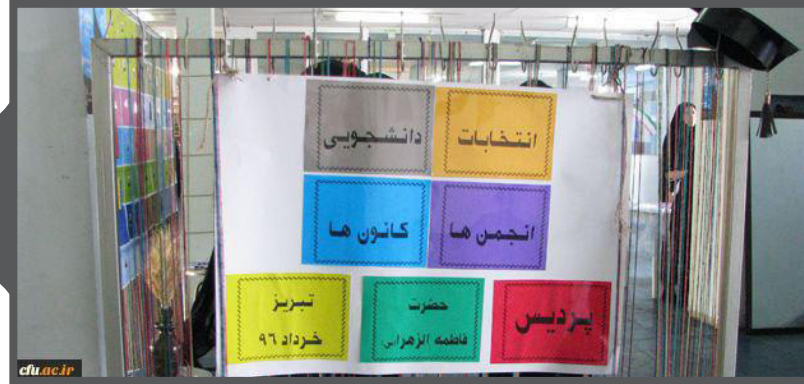 انتخابات دانشجویی
انجمن ها کانون ها
پردیس
حضرت
فاطمه الزهرا(س)
تبریز
خرداد ۹۶
cfu.ac.ir